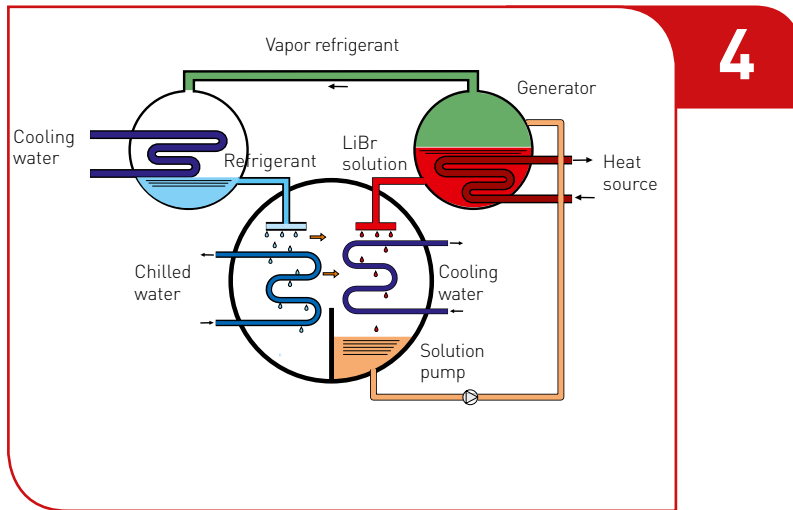 4
Vapor refrigerant
Generator
Cooling
water
Refrigerant
LiBr
solution
Heat
source
Chilled
water
Cooling
water
Solution
pump